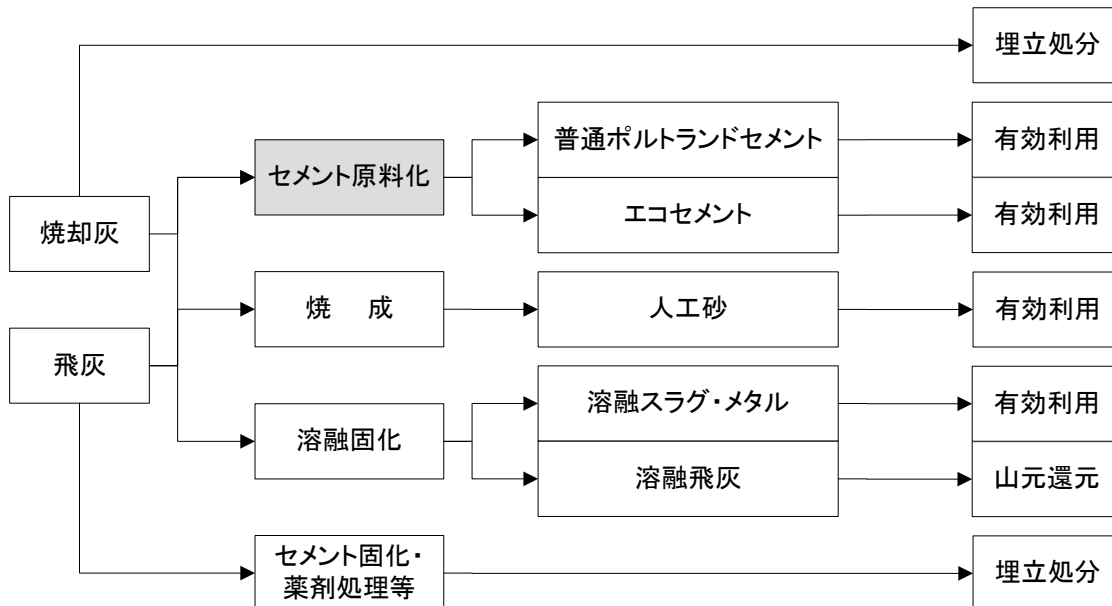 埋立処分
普通ポルトランドセメント
有効利用
セメント原料化
エコセメント
有効利用
焼却灰
焼　成
人工砂
有効利用
飛灰
溶融スラグ・メタル
有効利用
溶融固化
溶融飛灰
山元還元
セメント固化・
薬剤処理等
埋立処分